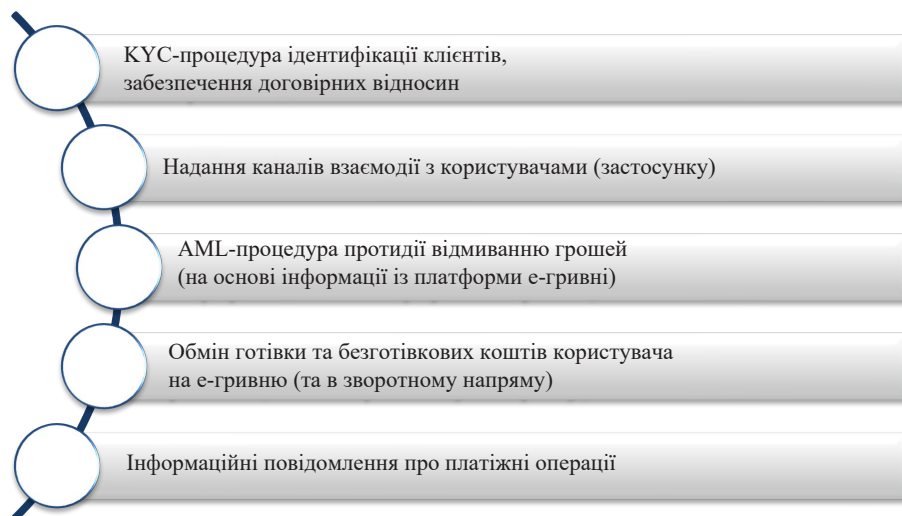 KYC-процедура ідентифікації клієнтів,
забезпечення договірних відносин
Надання каналів взаємодії з користувачами (застосунку)
AML-процедура протидії відмиванню грошей
(на основі інформації із платформи е-гривні)
Обмін готівки та безготівкових коштів користувача
на е-гривню (та в зворотному напряму)
Інформаційні повідомлення про платіжні операції